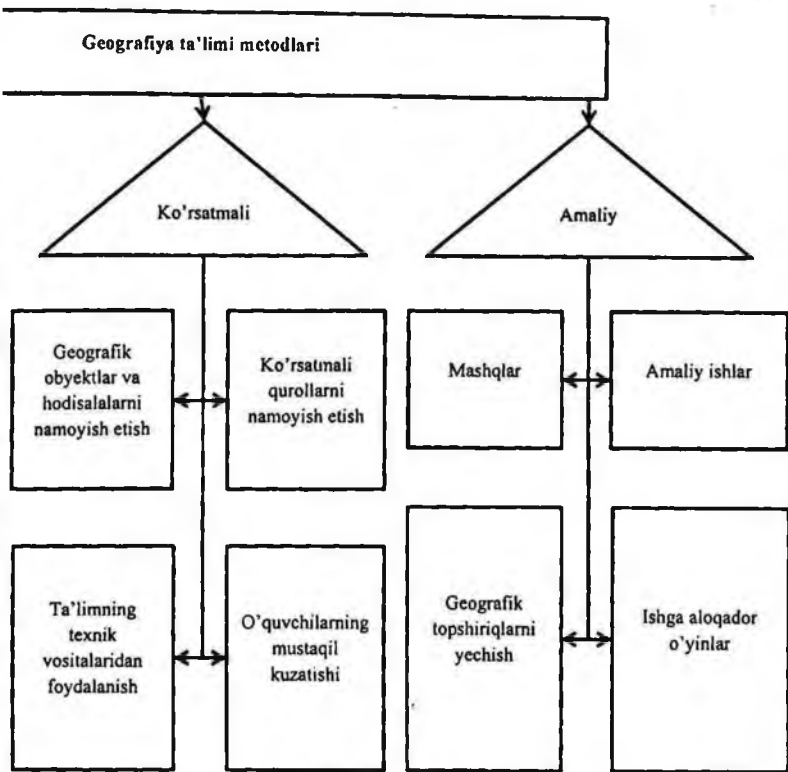 Geografiya ta'limi metodlari
Ko'rsatmali
Amaliy
Geografik
obyektlar va
hodisalalarni
namoyish etish
Ko'rsatmali
qurollarni
namoyish etish
Mashqlar
Amaliy ishlar
Ta'limning
texnik
vositalaridan
foydalanish
O'quvchilarning
mustaqil
kuzatishi
Geografik
topshiriqlarni
yechish
Ishga aloqador
o'yinlar